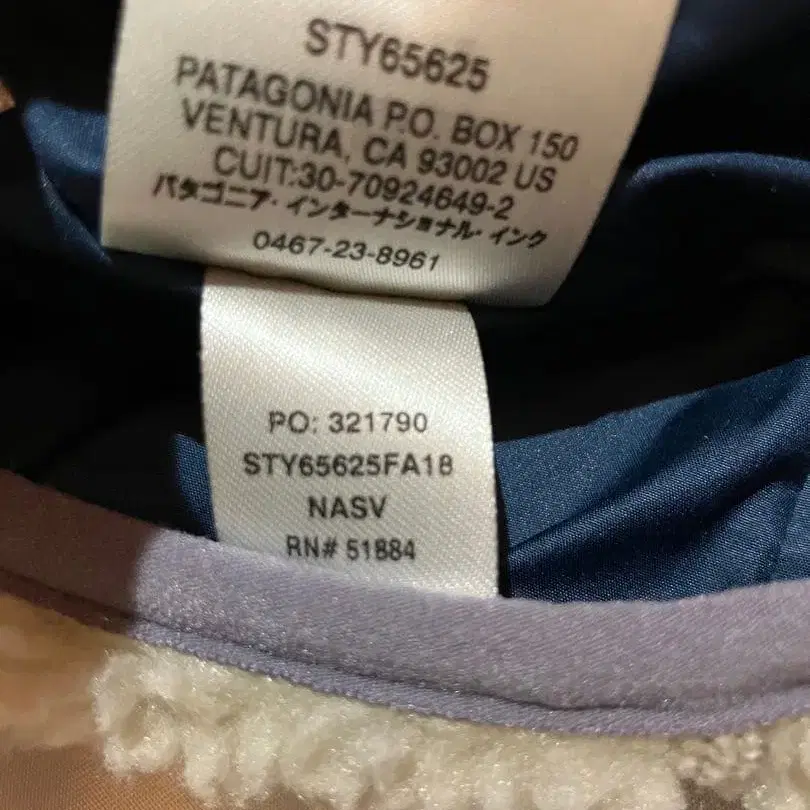 STY65625
PATAGONIA P.O. BOX 150
VENTURA, CA 93002 US
CUIT:30-70924649-2
パタゴニア・インターナショナル・インク
0467-23-8961
PO: 321790
STY65625FA18
NASV
RN# 51884